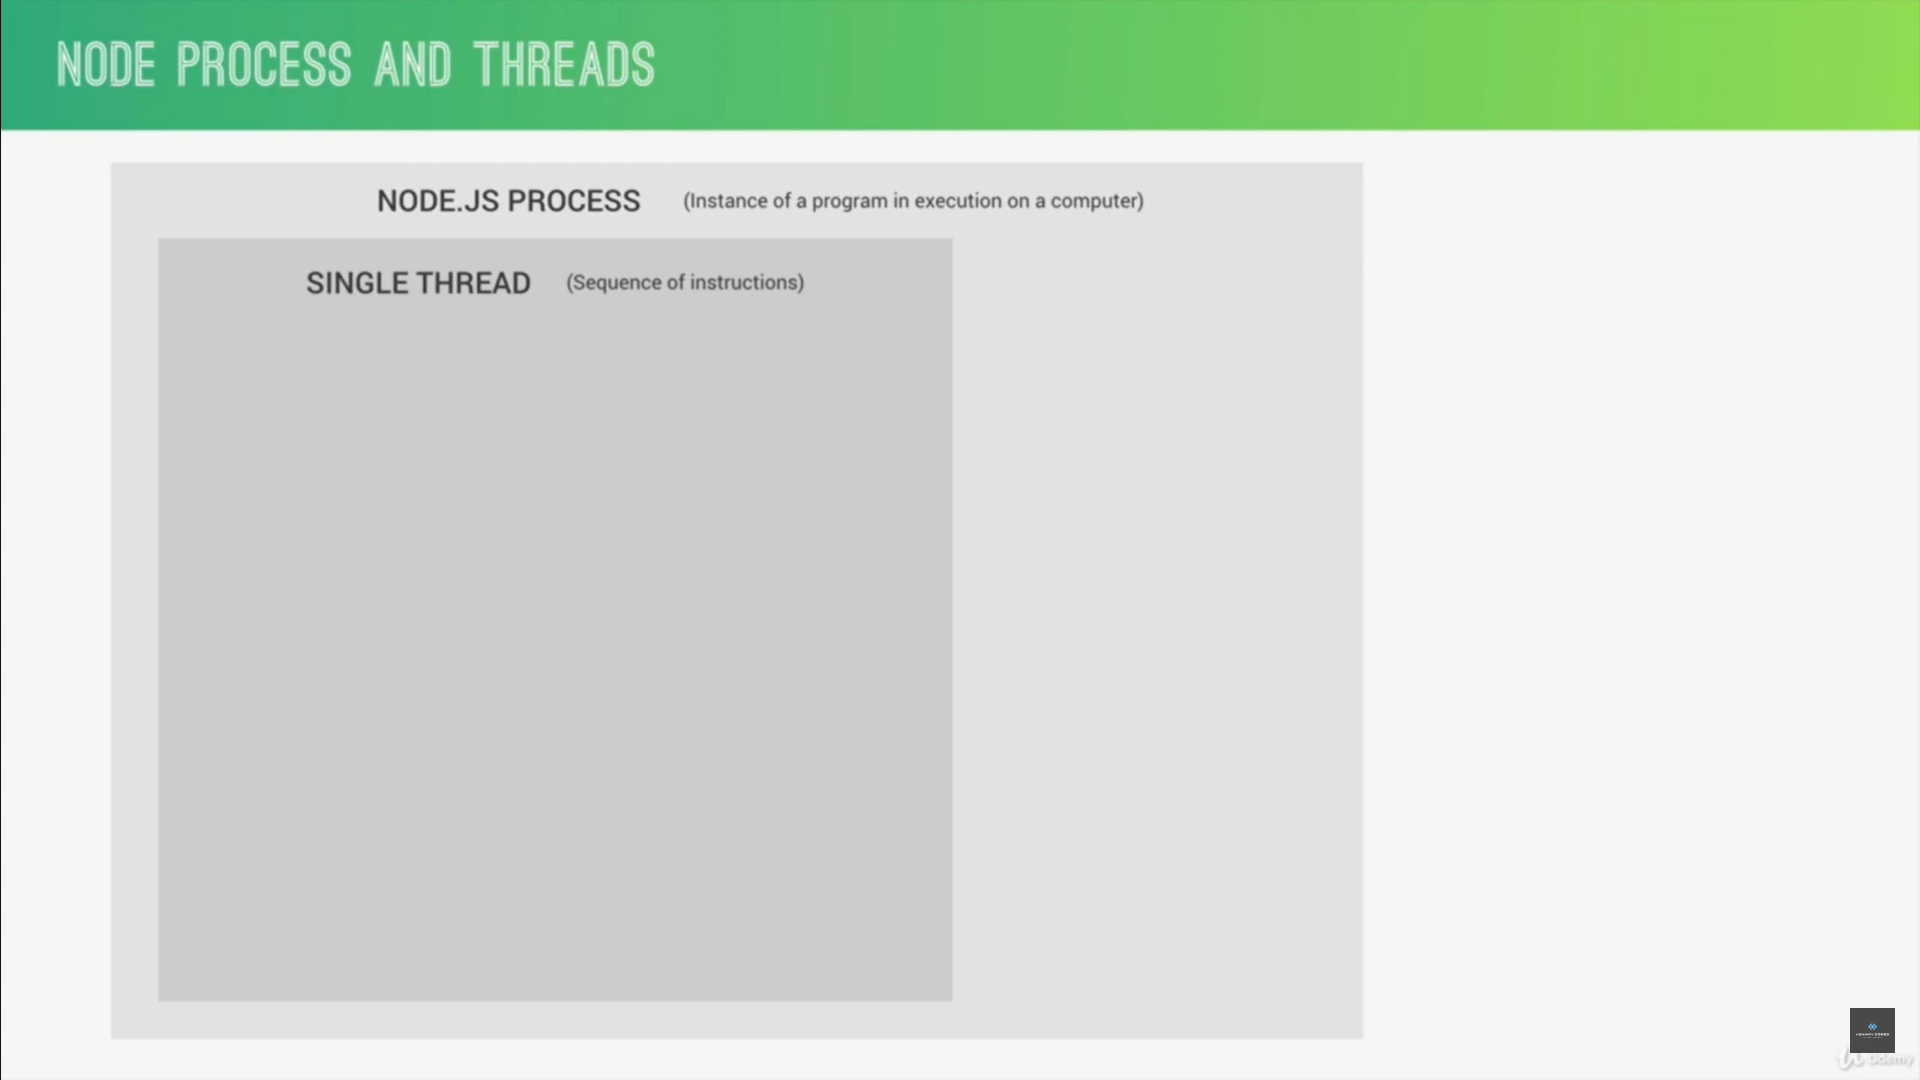 NODE PROCESS AND THREADS
NODE.JS PROCESS (Instance of a program in execution on a computer)
SINGLE THREAD (Sequence of instructions)
Udemy